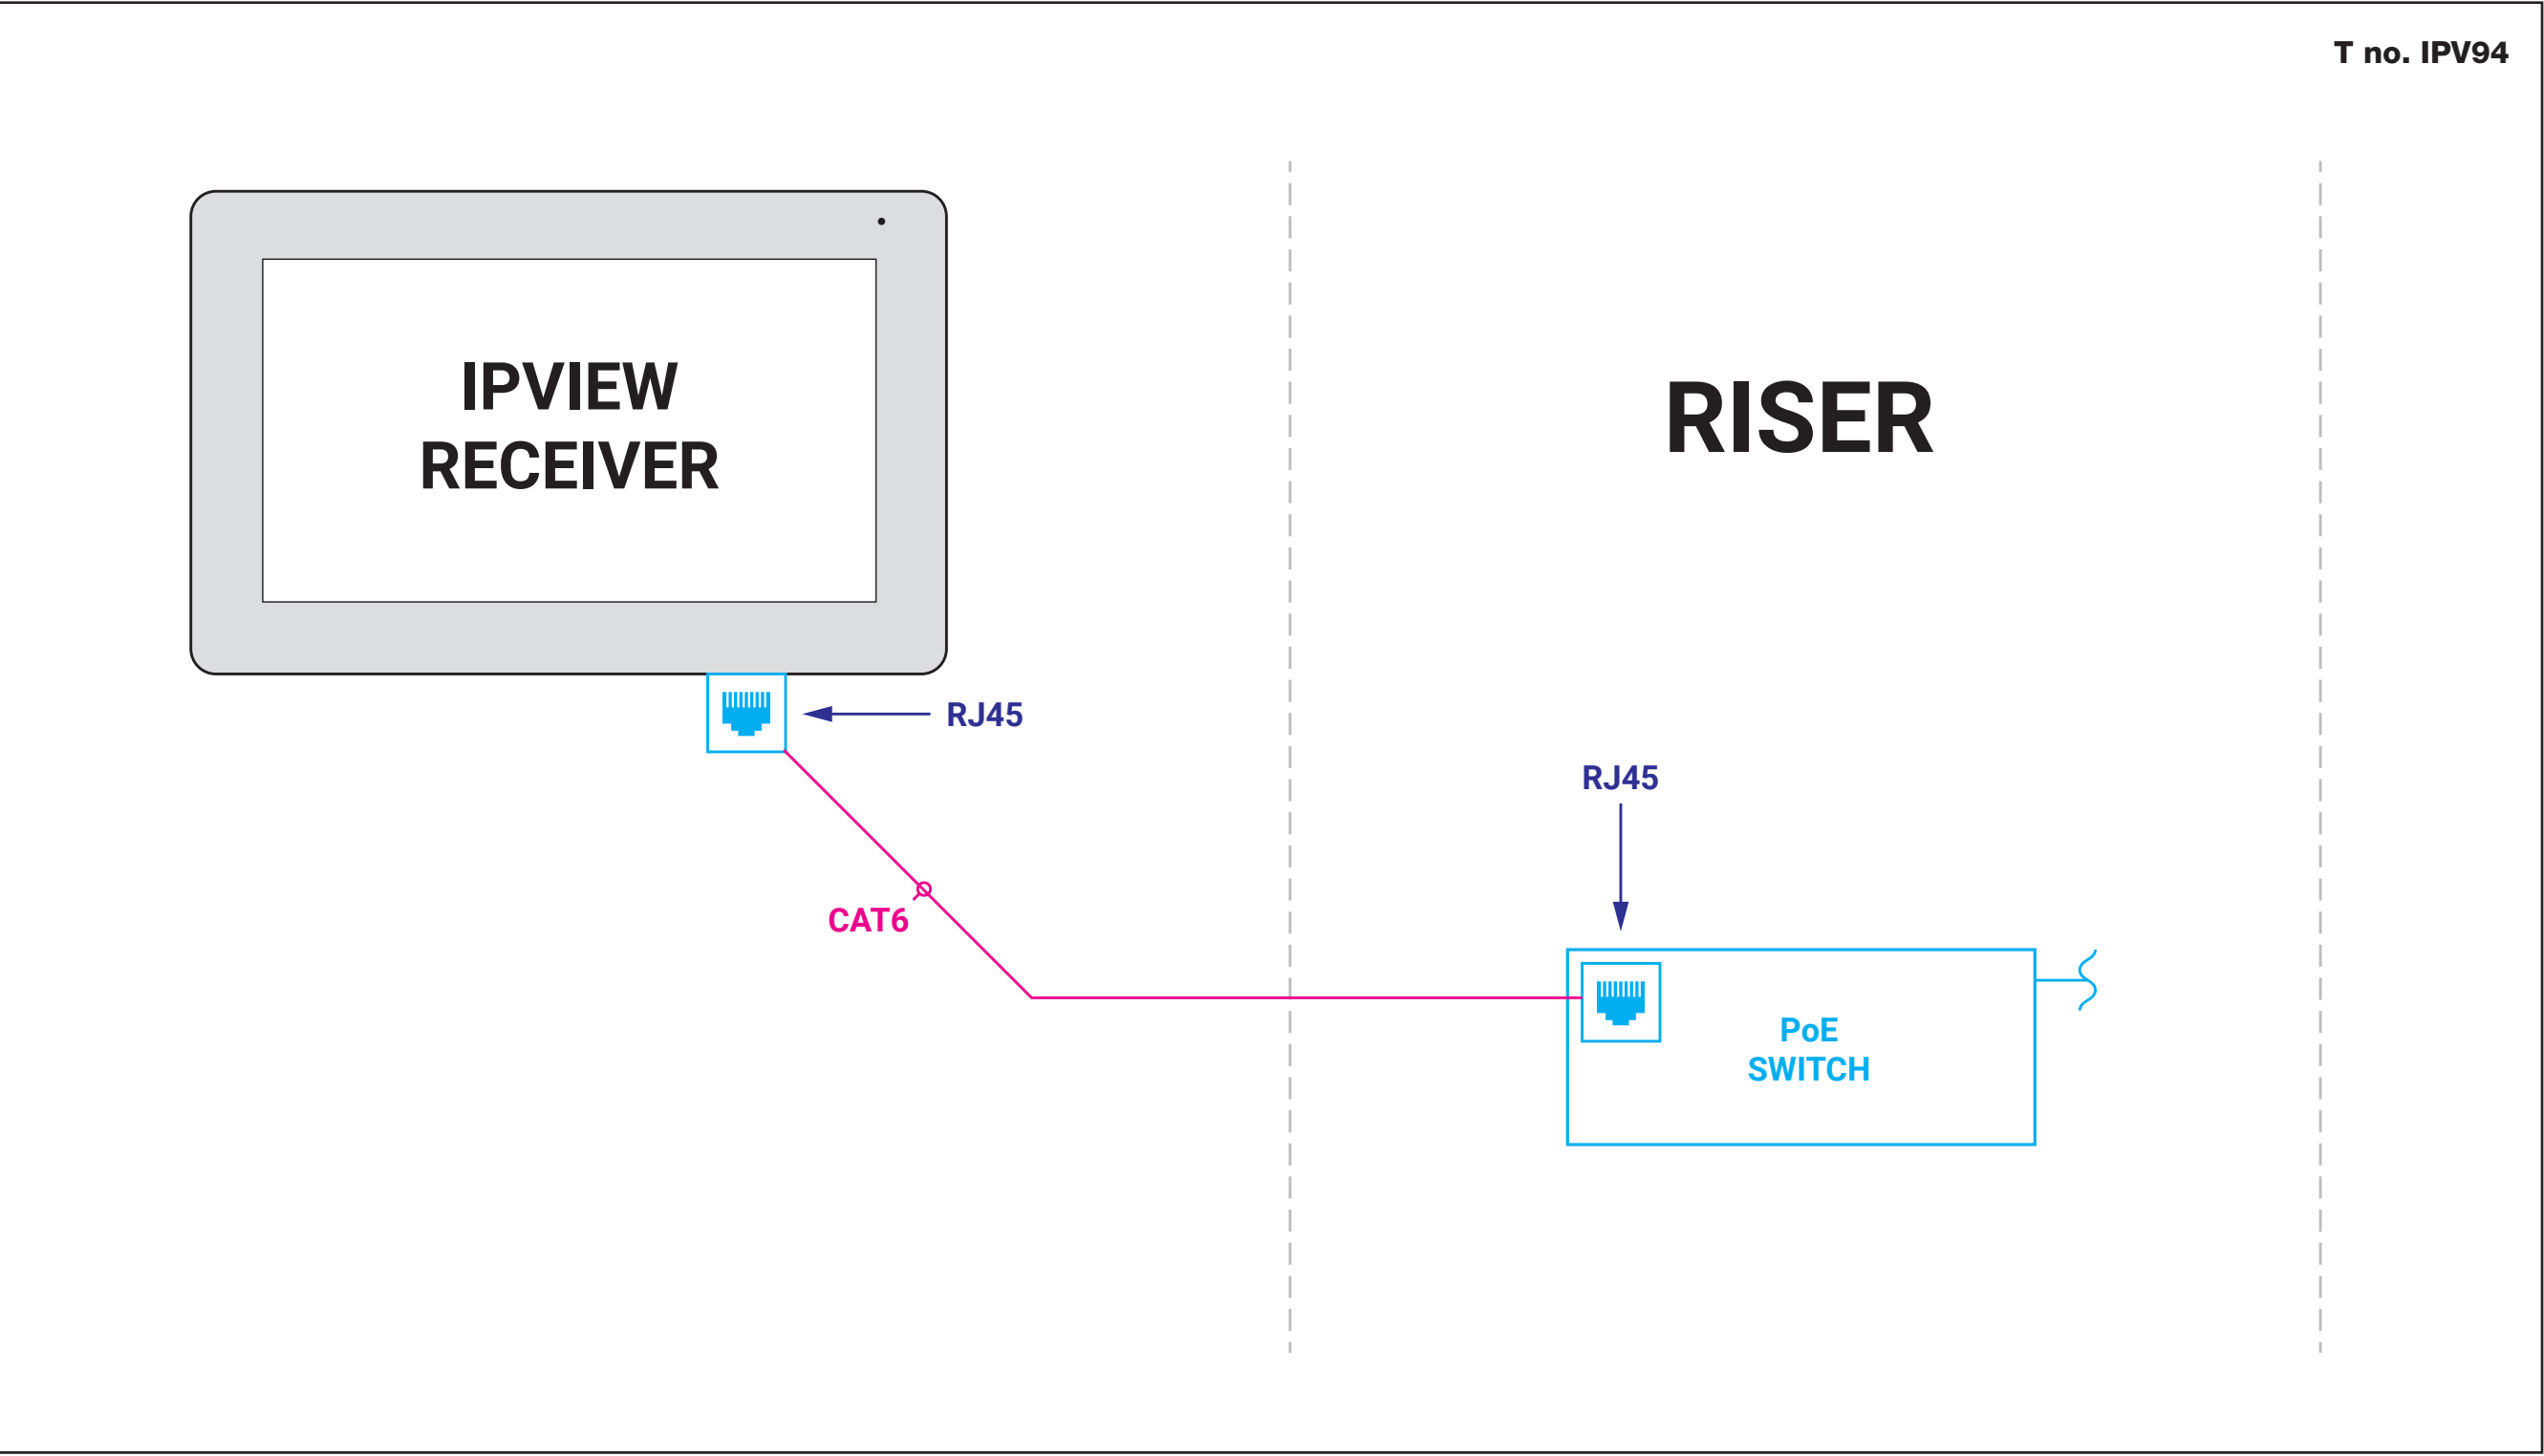 T no. IPV94
IPVIEW
RECEIVER
RISER
RJ45
RJ45
CAT6
PoE
SWITCH